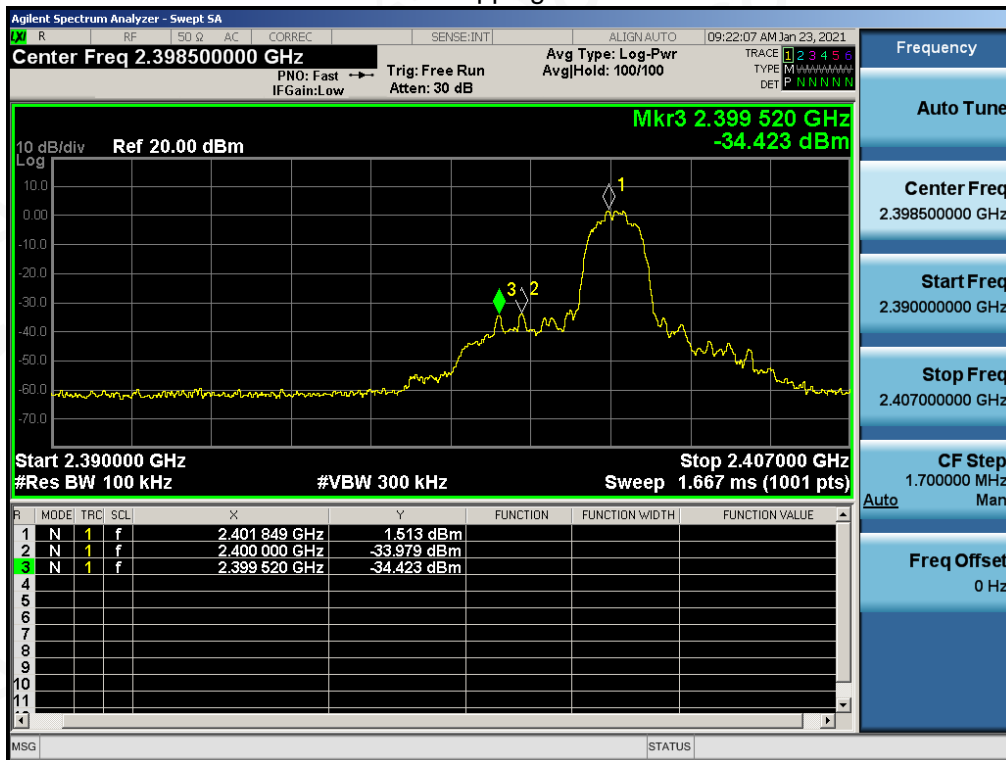 Agilent Spectrum Analyzer - Swept SA
LXI R RF 50 Ω AC CORREC SENSE:INT ALIGN AUTO 09:22:07 AM Jan 23, 2021
Center Freq 2.398500000 GHz
PNO: Fast
IFGain:Low
Trig: Free Run
Atten: 30 dB
Avg Type: Log-Pwr
Avg|Hold: 100/100
TRACE 1 2 3 4 5 6
TYPE M
DET P N N N N N
Mkr3 2.399 520 GHz
-34.423 dBm
10 dB/div Ref 20.00 dBm
Log
10.0
0.00
-10.0
-20.0
-30.0
-40.0
-50.0
-60.0
-70.0
1
3 2
Start 2.390000 GHz Stop 2.407000 GHz
#Res BW 100 kHz #VBW 300 kHz Sweep 1.667 ms (1001 pts)
R MODE TRC SCL X Y FUNCTION FUNCTION WIDTH FUNCTION VALUE
1 N 1 f 2.401 849 GHz 1.513 dBm
2 N 1 f 2.400 000 GHz -33.979 dBm
3 N 1 f 2.399 520 GHz -34.423 dBm
4
5
6
7
8
9
10
11
MSG STATUS
Frequency
Auto Tune
Center Freq
2.398500000 GHz
Start Freq
2.390000000 GHz
Stop Freq
2.407000000 GHz
CF Step
1.700000 MHz
Auto Man
Freq Offset
0 Hz